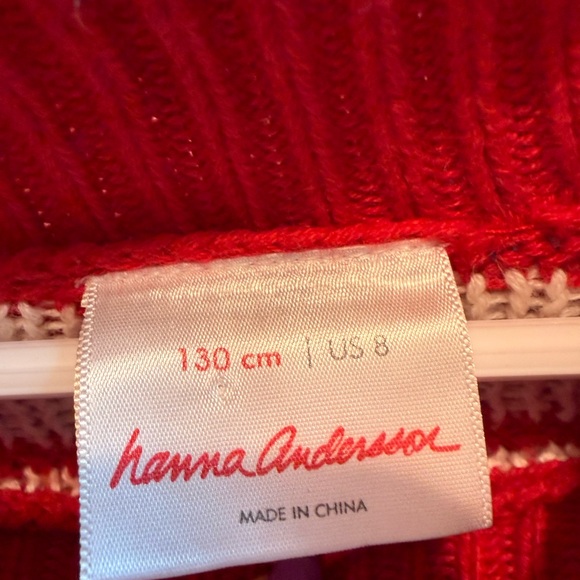 130 cm | US 8
hanna Andersson
MADE IN CHINA